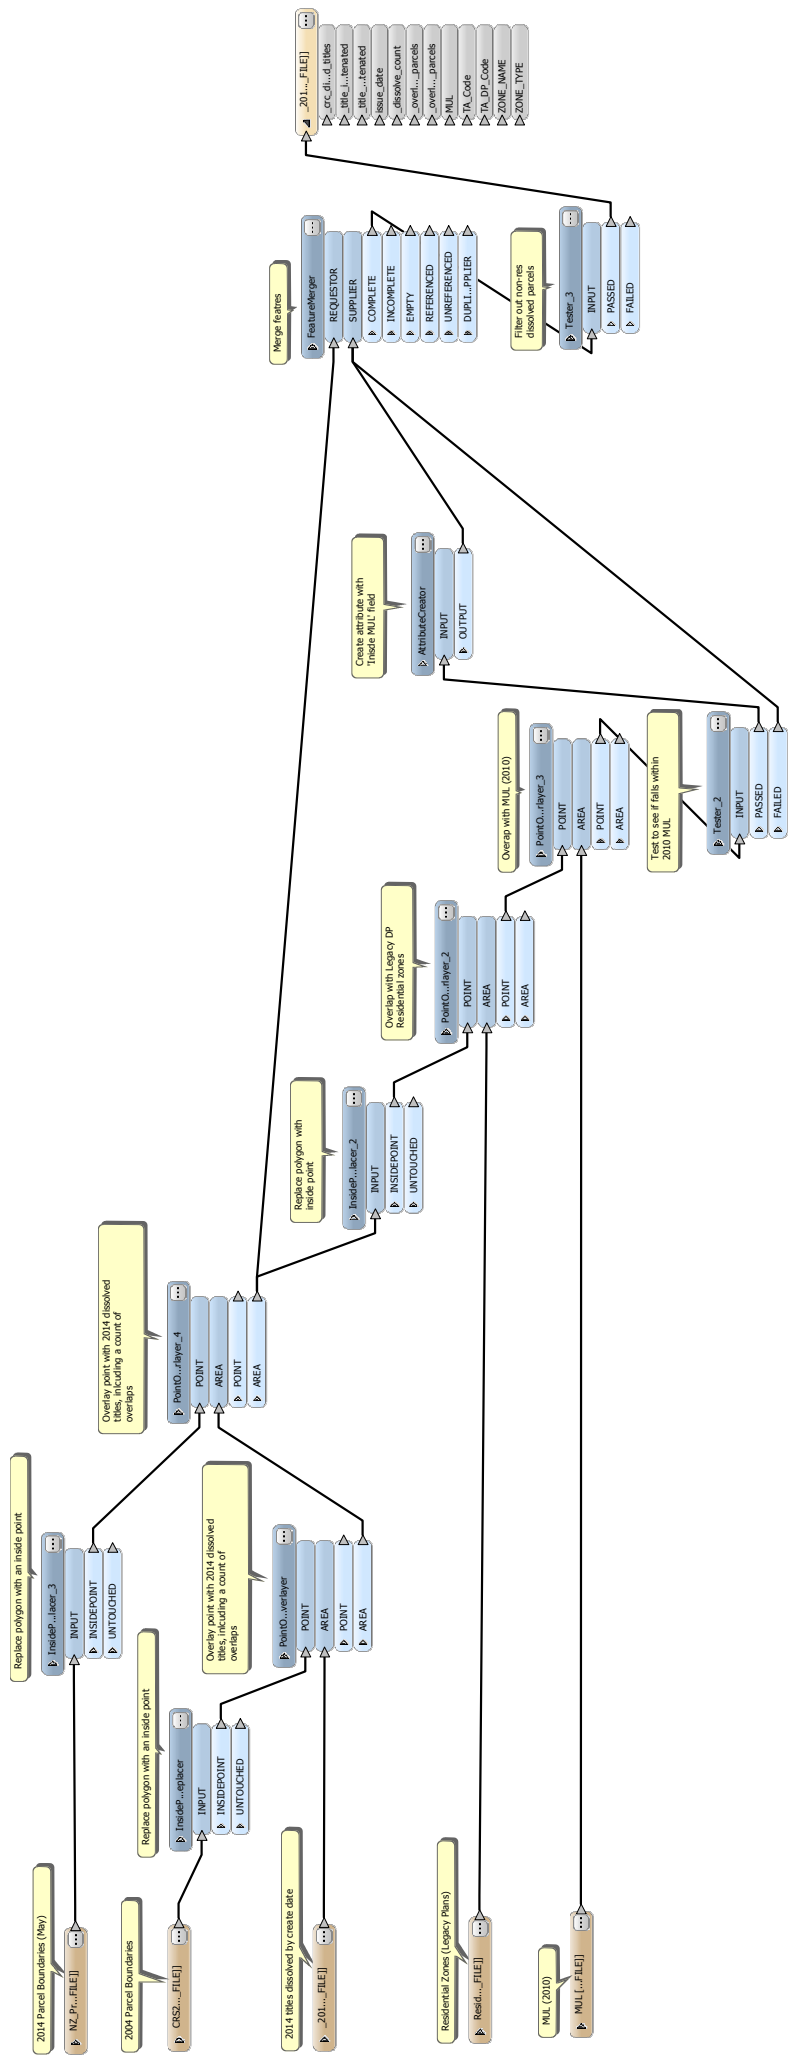 2014 Parcel Boundaries (May)
NZ_Pr...FILE]]
2004 Parcel Boundaries
CRS2..._FILE]]
2014 titles dissolved by create date
_201..._FILE]]
Residential Zones (Legacy Plans)
Resid..._FILE]]
MUL (2010)
MUL [...FILE]]
Replace polygon with an inside point
InsideP...lacer_3
INPUT
INSIDEPOINT
UNTOUCHED
Replace polygon with an inside point
InsideP...eplacer
INPUT
INSIDEPOINT
UNTOUCHED
Overlay point with 2014 dissolved
titles, inlcuding a count of
overlaps
PointO...verlayer
POINT
AREA
POINT
AREA
Overlay point with 2014 dissolved
titles, inlcuding a count of
overlaps
PointO...rlayer_4
POINT
AREA
POINT
AREA
Replace polygon with
inside point
InsideP...lacer_2
INPUT
INSIDEPOINT
UNTOUCHED
Overlap with Legacy DP
Residential zones
PointO...rlayer_2
POINT
AREA
POINT
AREA
Overap with MUL (2010)
PointO...rlayer_3
POINT
AREA
POINT
AREA
Test to see if falls within
2010 MUL
Tester_2
INPUT
PASSED
FAILED
Create attribute with
'Inisde MUL' field
AttributeCreator
INPUT
OUTPUT
Merge featres
FeatureMerger
REQUESTOR
SUPPLIER
COMPLETE
INCOMPLETE
EMPTY
REFERENCED
UNREFERENCED
DUPLI...PPLIER
Filter out non-res
dissolved parcels
Tester_3
INPUT
PASSED
FAILED
_201..._FILE]]
_crc_di...d_titles
_title_i...tenated
_title_...tenated
issue_date
_dissolve_count
_overl..._parcels
_overl..._parcels
MUL
TA_Code
TA_DP_Code
ZONE_NAME
ZONE_TYPE